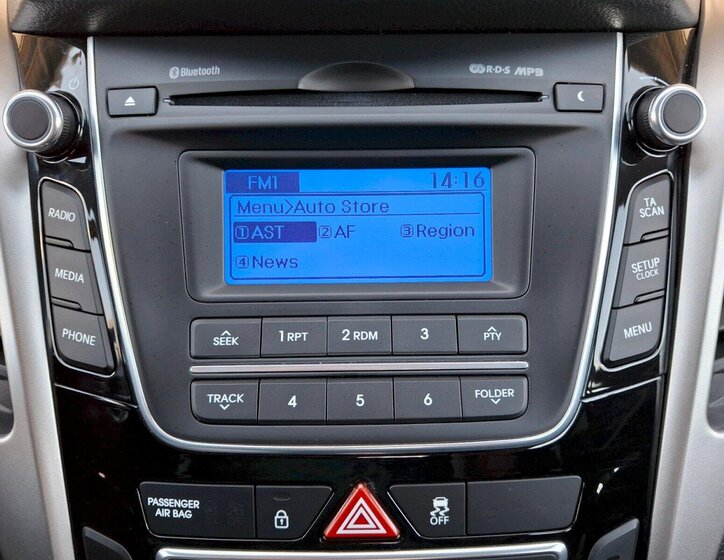 Bluetooth
R·D·S MP3
FM1 14:16
Menu>Auto Store
①AST ②AF ③Region
④News
RADIO
MEDIA
PHONE
TA
SCAN
SETUP
CLOCK
MENU
SEEK 1 RPT 2 RDM 3 PTY
TRACK 4 5 6 FOLDER
PASSENGER
AIR BAG
OFF